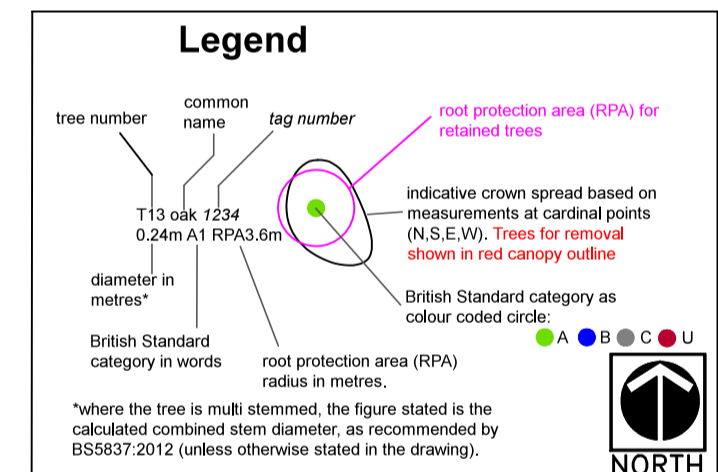 Legend
tree number
common
name
tag number
root protection area (RPA) for
retained trees
T13 oak 1234
0.24m A1 RPA3.6m
indicative crown spread based on
measurements at cardinal points
(N,S,E,W). Trees for removal
shown in red canopy outline
diameter in
metres*
British Standard category as
colour coded circle:
A B C U
British Standard
category in words
root protection area (RPA)
radius in metres.
*where the tree is multi stemmed, the figure stated is the
calculated combined stem diameter, as recommended by
BS5837:2012 (unless otherwise stated in the drawing).
NORTH